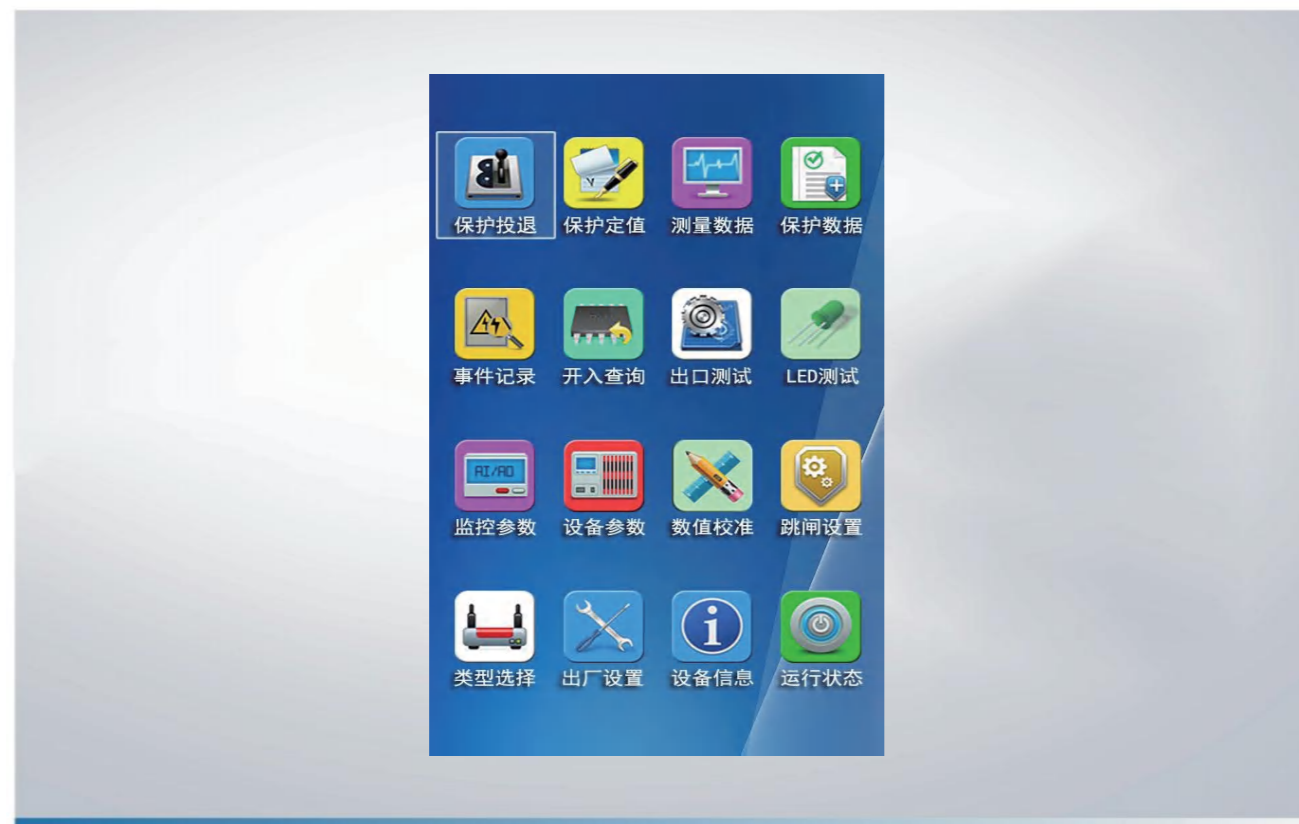 保护投退 保护定值 测量数据 保护数据
事件记录 开入查询 出口测试 LED测试
AI/AO
监控参数 设备参数 数值校准 跳闸设置
类型选择 出厂设置 设备信息 运行状态